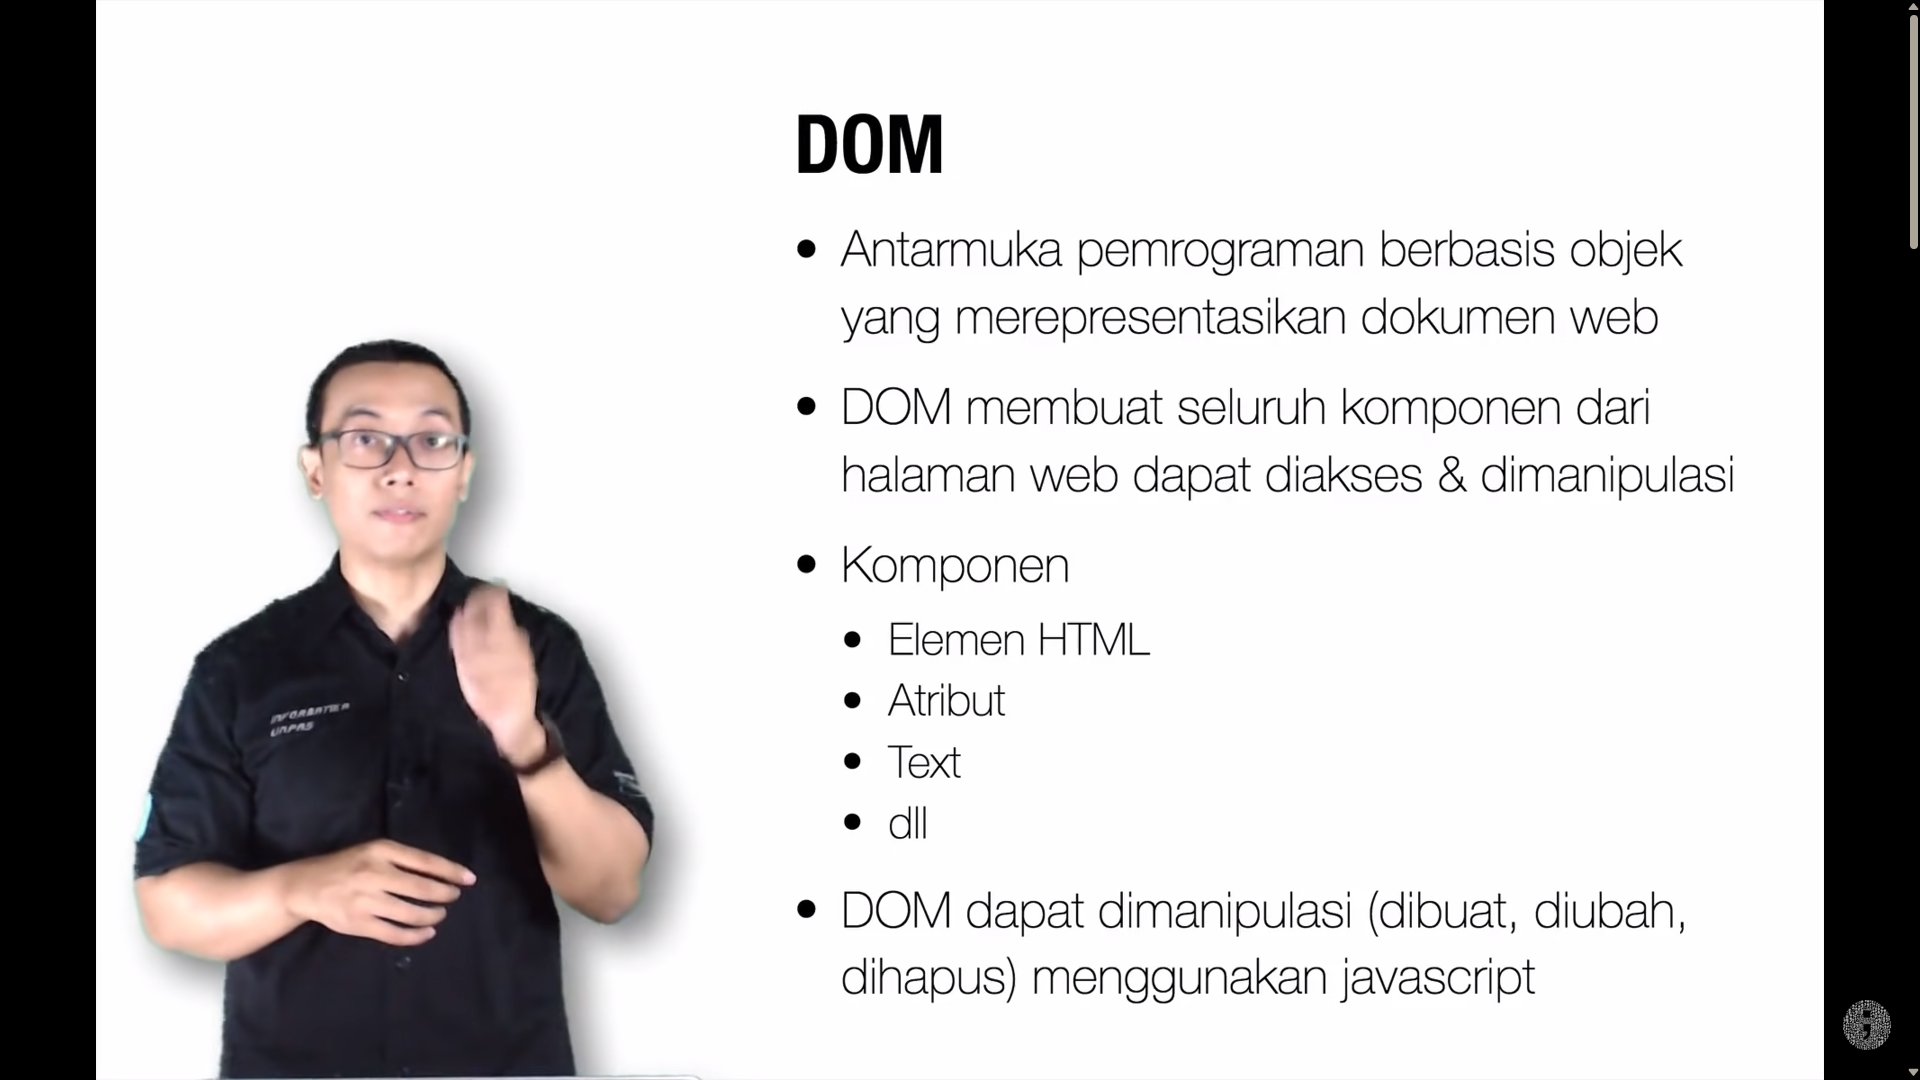 DOM
• Antarmuka pemrograman berbasis objek
yang merepresentasikan dokumen web
• DOM membuat seluruh komponen dari
halaman web dapat diakses & dimanipulasi
• Komponen
• Elemen HTML
• Atribut
• Text
• dll
• DOM dapat dimanipulasi (dibuat, diubah,
dihapus) menggunakan javascript
INFORMATIKA
UNPAS